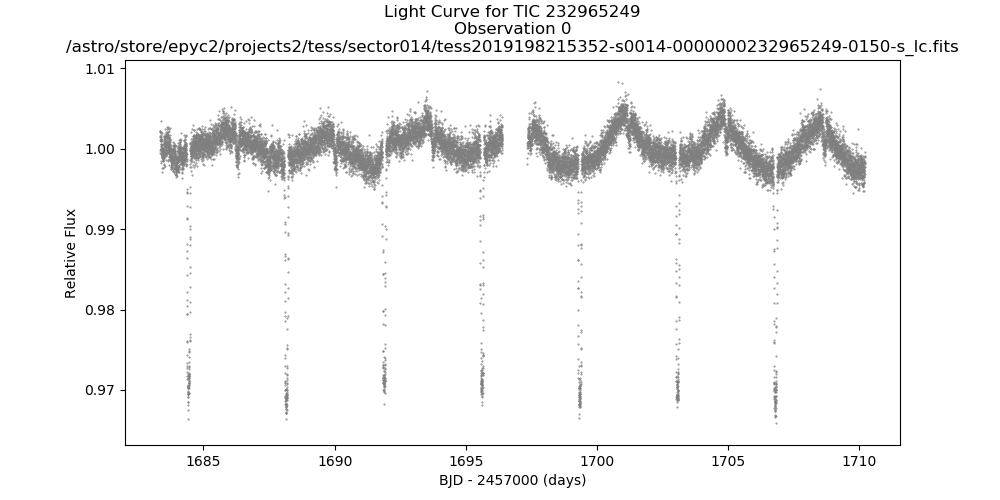 Light Curve for TIC 232965249
Observation 0
/astro/store/epyc2/projects2/tess/sector014/tess2019198215352-s0014-0000000232965249-0150-s_lc.fits
1.01
1.00
0.99
0.98
0.97
Relative Flux
1685 1690 1695 1700 1705 1710
BJD - 2457000 (days)